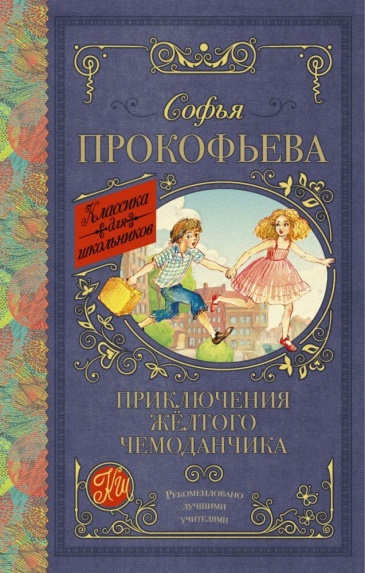 Софья
ПРОКОФЬЕВА
Классика
для
школьников
ПРИКЛЮЧЕНИЯ
ЖЁЛТОГО
ЧЕМОДАНЧИКА
КШ
Рекомендовано
лучшими
учителями